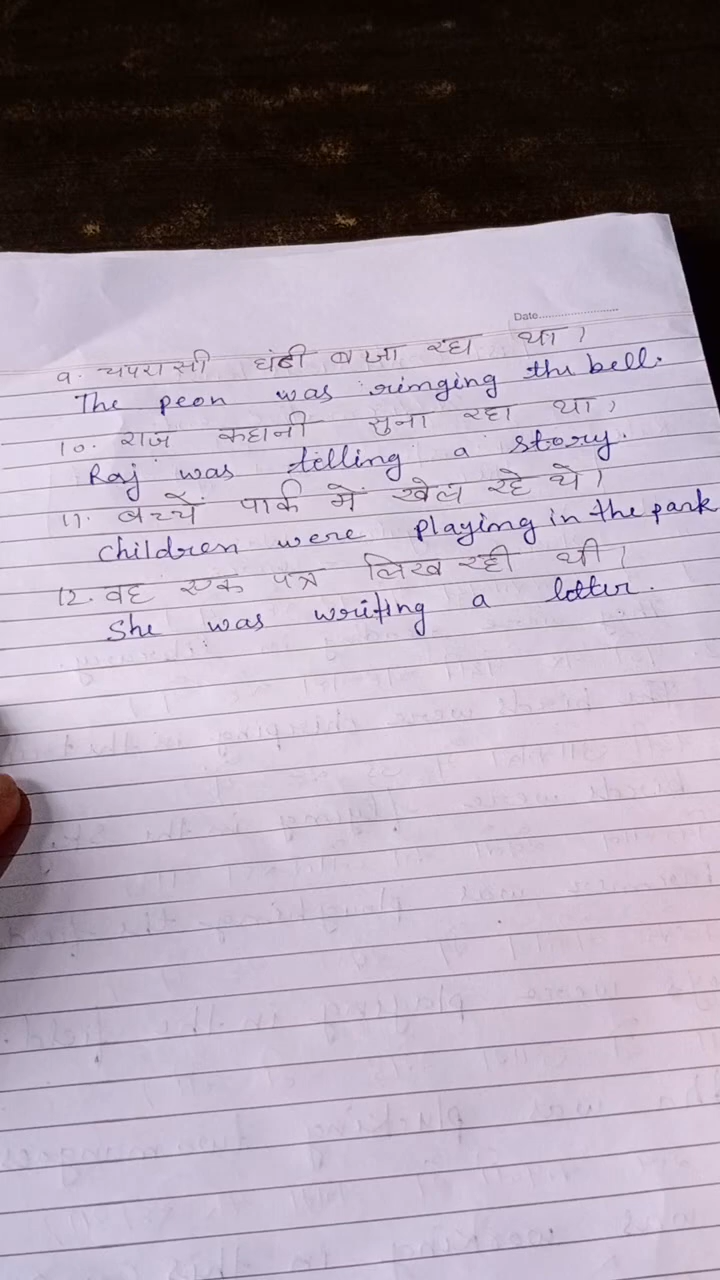 Date
9. चपरासी घंटी बजा रहा था।
The peon was ringing the bell.
10. राज कहानी सुना रहा था,
Raj was telling a story.
11. बच्चें पार्क में खेल रहे थे।
children were playing in the park
12. वह एक पत्र लिख रही थी।
She was writing a letter.